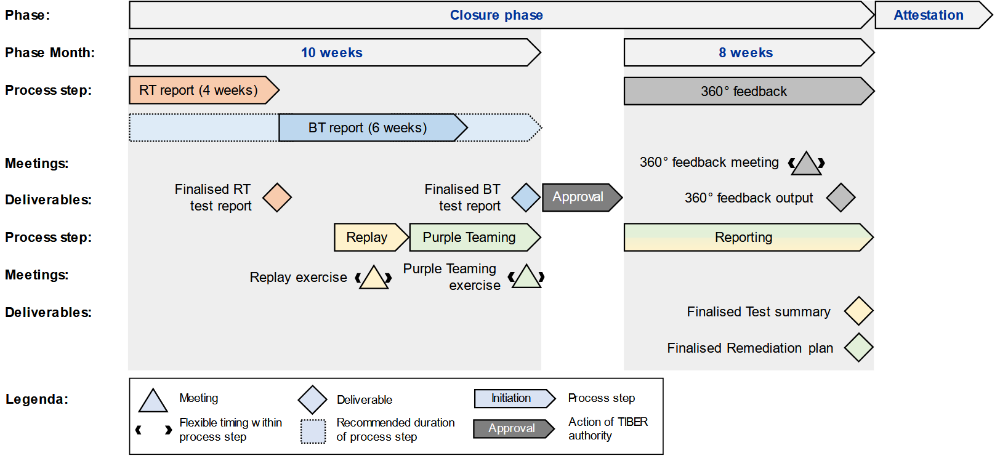 Phase:
Closure phase
Attestation
Phase Month:
10 weeks
8 weeks
Process step:
RT report (4 weeks)
360° feedback
BT report (6 weeks)
Meetings:
360° feedback meeting
Deliverables:
Finalised RT
test report
Finalised BT
test report
Approval
360° feedback output
Process step:
Replay
Purple Teaming
Reporting
Meetings:
Replay exercise
Purple Teaming
exercise
Deliverables:
Finalised Test summary
Finalised Remediation plan
Legenda:
Meeting
Deliverable
Initiation
Process step
Flexible timing within
process step
Recommended duration
of process step
Approval
Action of TIBER
authority